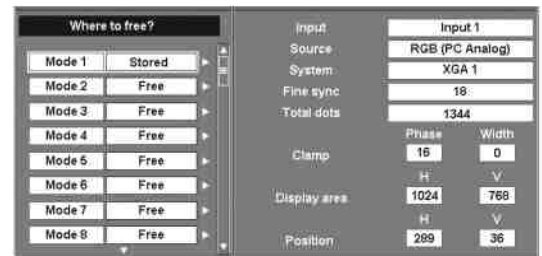 Where to free?
Mode 1 Stored
Mode 2 Free
Mode 3 Free
Mode 4 Free
Mode 5 Free
Mode 6 Free
Mode 7 Free
Mode 8 Free
Input Input 1
Source RGB (PC Analog)
System XGA 1
Fine sync 18
Total dots 1344
Phase Width
Clamp 16 0
H V
Display area 1024 768
H V
Position 289 36